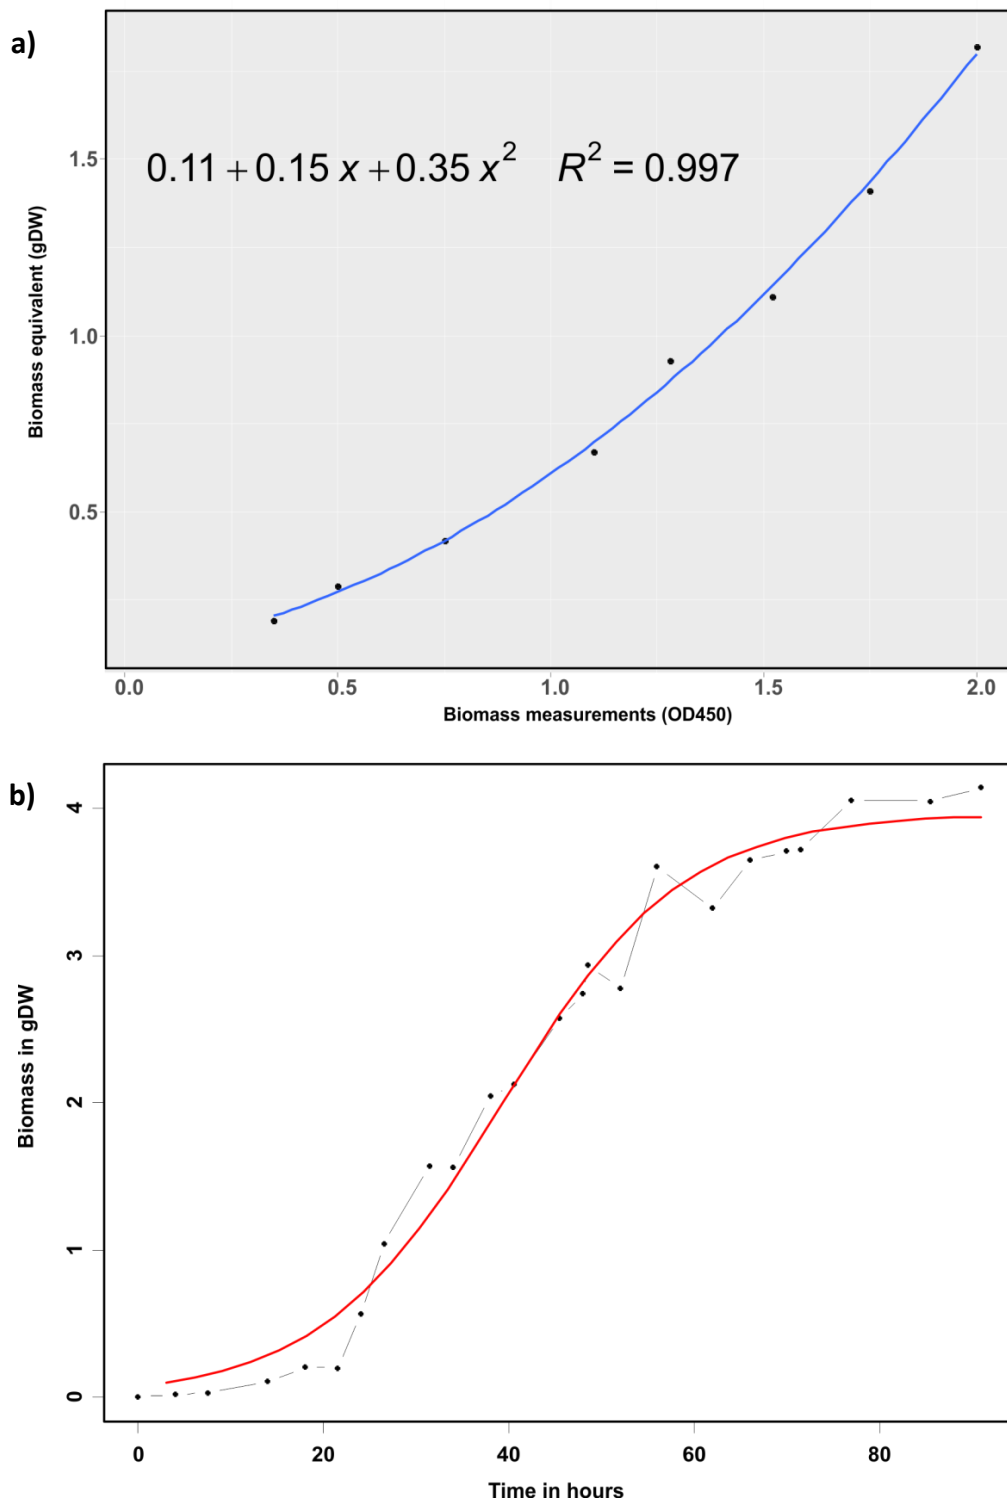 a)
0.11 + 0.15 x + 0.35 x² R² = 0.997
1.5
1.0
0.5
Biomass equivalent (gDW)
0.0 0.5 1.0 1.5 2.0
Biomass measurements (OD450)
b)
4
3
2
1
0
Biomass in gDW
0 20 40 60 80
Time in hours